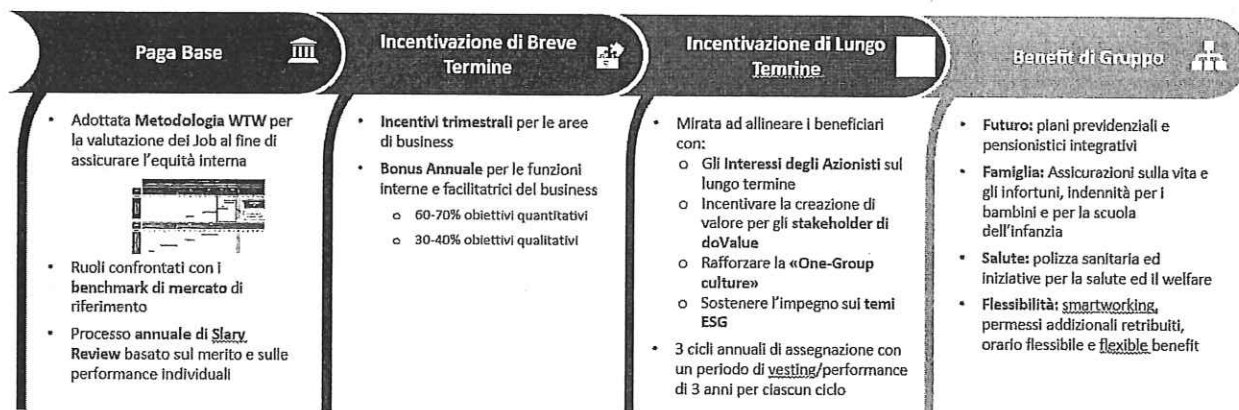 Paga Base
Adottata Metodologia WTW per
la valutazione dei Job al fine di
assicurare l'equità interna
Ruoli confrontati con i
benchmark di mercato di
riferimento
Processo annuale di Slary
Review basato sul merito e sulle
performance individuali
Incentivazione di Breve
Termine
Incentivi trimestrali per le aree
di business
Bonus Annuale per le funzioni
interne e facilitatrici del business
60-70% obiettivi quantitativi
30-40% obiettivi qualitativi
Incentivazione di Lungo
Temrine
Mirata ad allineare i beneficiari
con:
Gli Interessi degli Azionisti sul
lungo termine
Incentivare la creazione di
valore per gli stakeholder di
doValue
Rafforzare la «One-Group
culture»
Sostenere l'impegno sui temi
ESG
3 cicli annuali di assegnazione con
un periodo di vesting/performance
di 3 anni per ciascun ciclo
Benefit di Gruppo
Futuro: piani previdenziali e
pensionistici integrativi
Famiglia: Assicurazioni sulla vita e
gli infortuni, indennità per i
bambini e per la scuola
dell'infanzia
Salute: polizza sanitaria ed
iniziative per la salute ed il welfare
Flessibilità: smartworking,
permessi addizionali retribuiti,
orario flessibile e flexible benefit